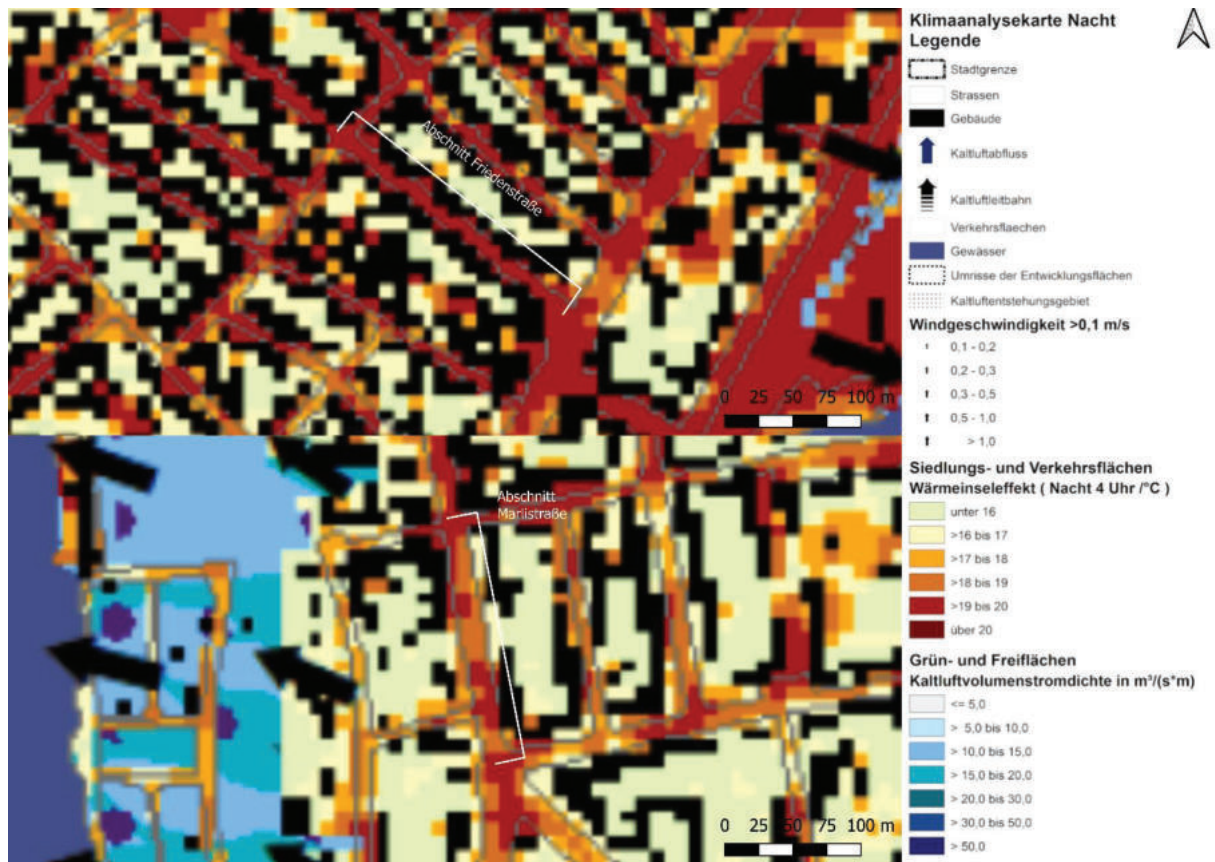 Abschnitt Friedenstraße
0 25 50 75 100 m
Abschnitt
Marlistraße
0 25 50 75 100 m
Klimaanalysekarte Nacht
Legende
Stadtgrenze
Strassen
Gebäude
Kaltluftabfluss
Kaltluftleitbahn
Verkehrsflaechen
Gewässer
Umrisse der Entwicklungsflächen
Kaltluftentstehungsgebiet
Windgeschwindigkeit >0,1 m/s
0,1 - 0,2
0,2 - 0,3
0,3 - 0,5
0,5 - 1,0
> 1,0
Siedlungs- und Verkehrsflächen
Wärmeinseleffekt ( Nacht 4 Uhr /°C )
unter 16
>16 bis 17
>17 bis 18
>18 bis 19
>19 bis 20
über 20
Grün- und Freiflächen
Kaltluftvolumenstromdichte in m³/(s*m)
<= 5,0
> 5,0 bis 10,0
> 10,0 bis 15,0
> 15,0 bis 20,0
> 20,0 bis 30,0
> 30,0 bis 50,0
> 50,0